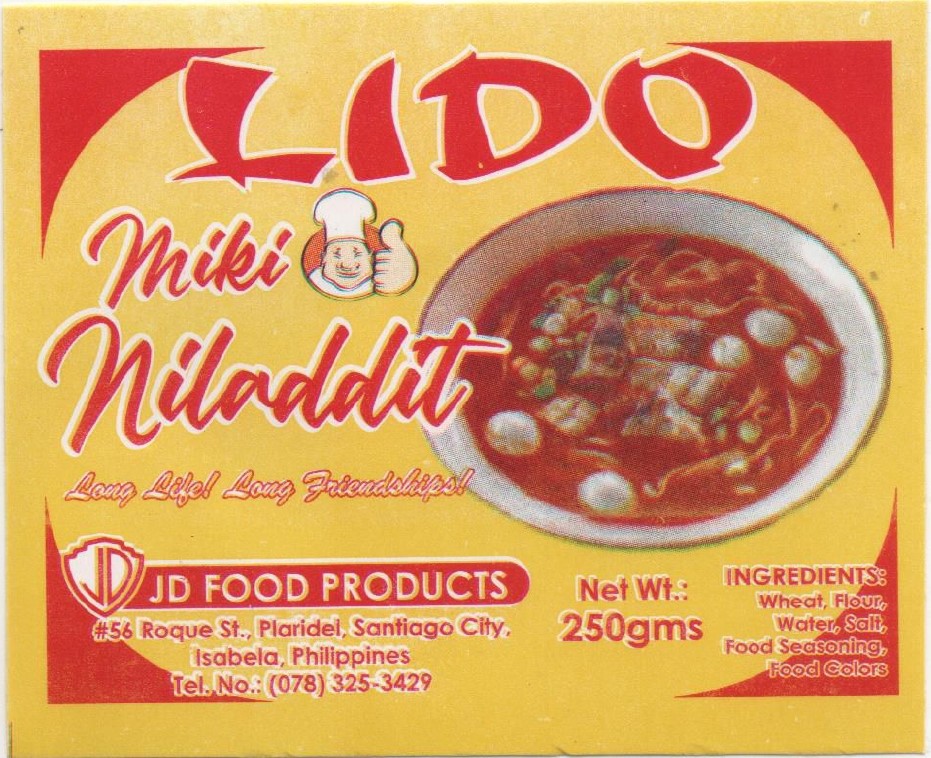 LIDO
Miki
Niladdit
Long Life! Long Friendships!
JD JD FOOD PRODUCTS
#56 Roque St., Plaridel, Santiago City,
Isabela, Philippines
Tel. No.: (078) 325-3429
Net Wt.:
250gms
INGREDIENTS:
Wheat, Flour,
Water, Salt,
Food Seasoning,
Food Colors